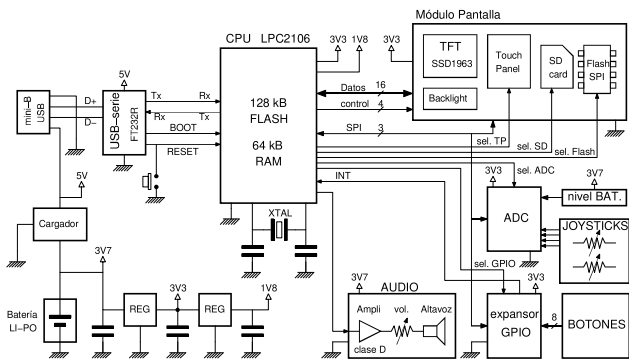 Módulo Pantalla
CPU LPC2106
3V3
1V8
3V3
TFT
SSD1963
Touch
Panel
SD
card
Flash
SPI
Backlight
Datos
16
control
4
SPI
3
sel. TP
sel. SD
sel. Flash
mini-B
USB
D+
D-
5V
USB-serie
FT232R
Tx
Rx
Rx
Tx
BOOT
RESET
128 kB
FLASH
64 kB
RAM
INT
sel. ADC
3V3
ADC
3V7
nivel BAT.
JOYSTICKS
5V
Cargador
XTAL
sel. GPIO
3V7
3V3
1V8
REG
REG
Batería
LI-PO
3V7
AUDIO
Ampli
vol.
Altavoz
clase D
3V3
expansor
GPIO
8
BOTONES